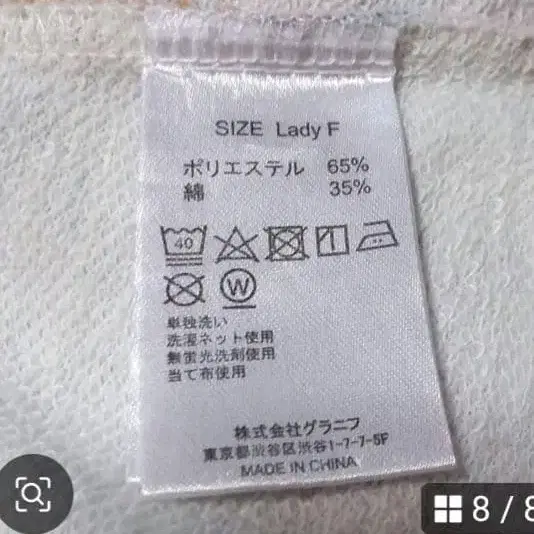 SIZE Lady F
ポリエステル 65%
綿 35%
40
W
単独洗い
洗濯ネット使用
無蛍光洗剤使用
当て布使用
株式会社グラニフ
東京都渋谷区渋谷1-7-7-5F
MADE IN CHINA
8 / 8